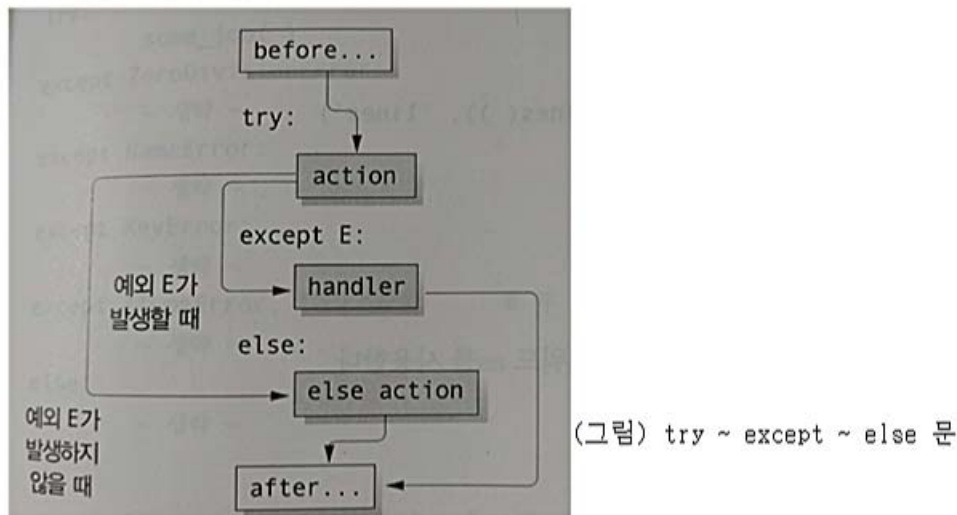 before...
try:
action
except E:
handler
예외 E가
발생할 때
else:
else action
예외 E가
발생하지
않을 때
after...
(그림) try ~ except ~ else 문